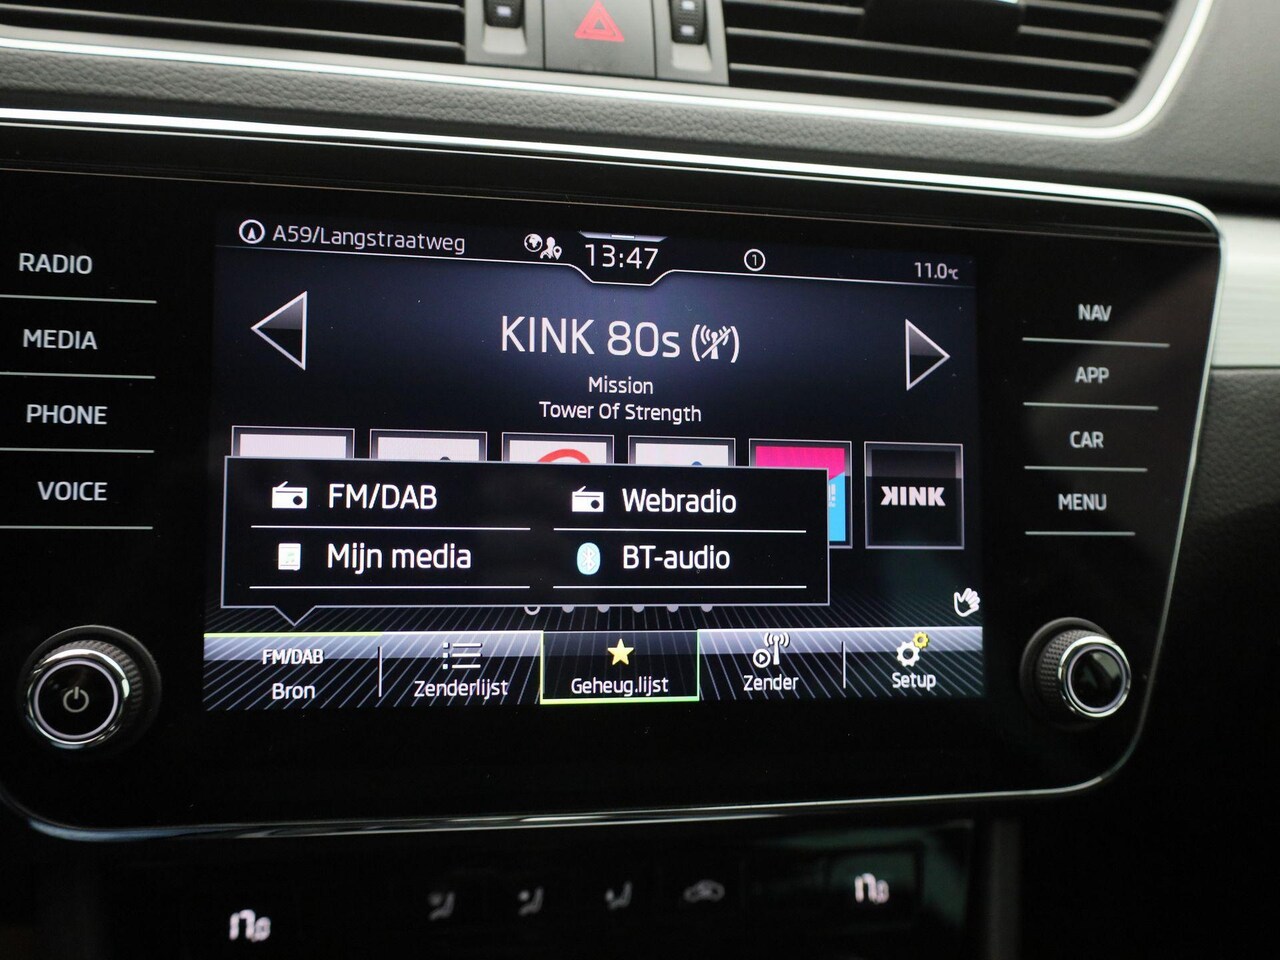 A59/Langstraatweg
13:47
1
11.0°C
RADIO
MEDIA
PHONE
VOICE
NAV
APP
CAR
MENU
KINK 80s
Mission
Tower Of Strength
KINK
FM/DAB
Webradio
Mijn media
BT-audio
FM/DAB
Bron
Zenderlijst
Geheug.lijst
Zender
Setup